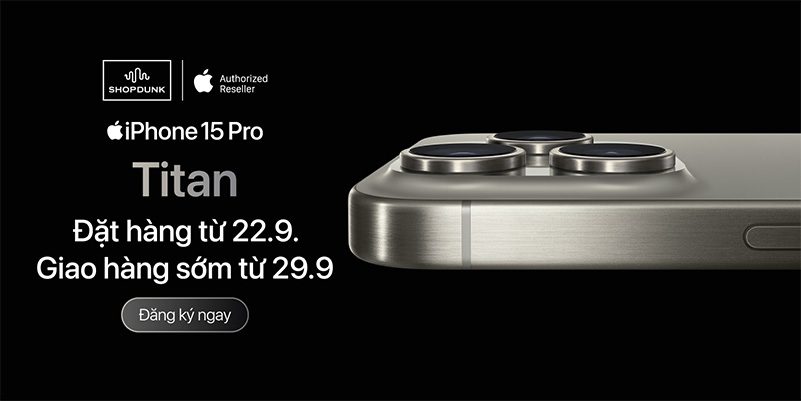 SHOPDUNK
Authorized
Reseller
iPhone 15 Pro
Titan
Đặt hàng từ 22.9.
Giao hàng sớm từ 29.9
Đăng ký ngay